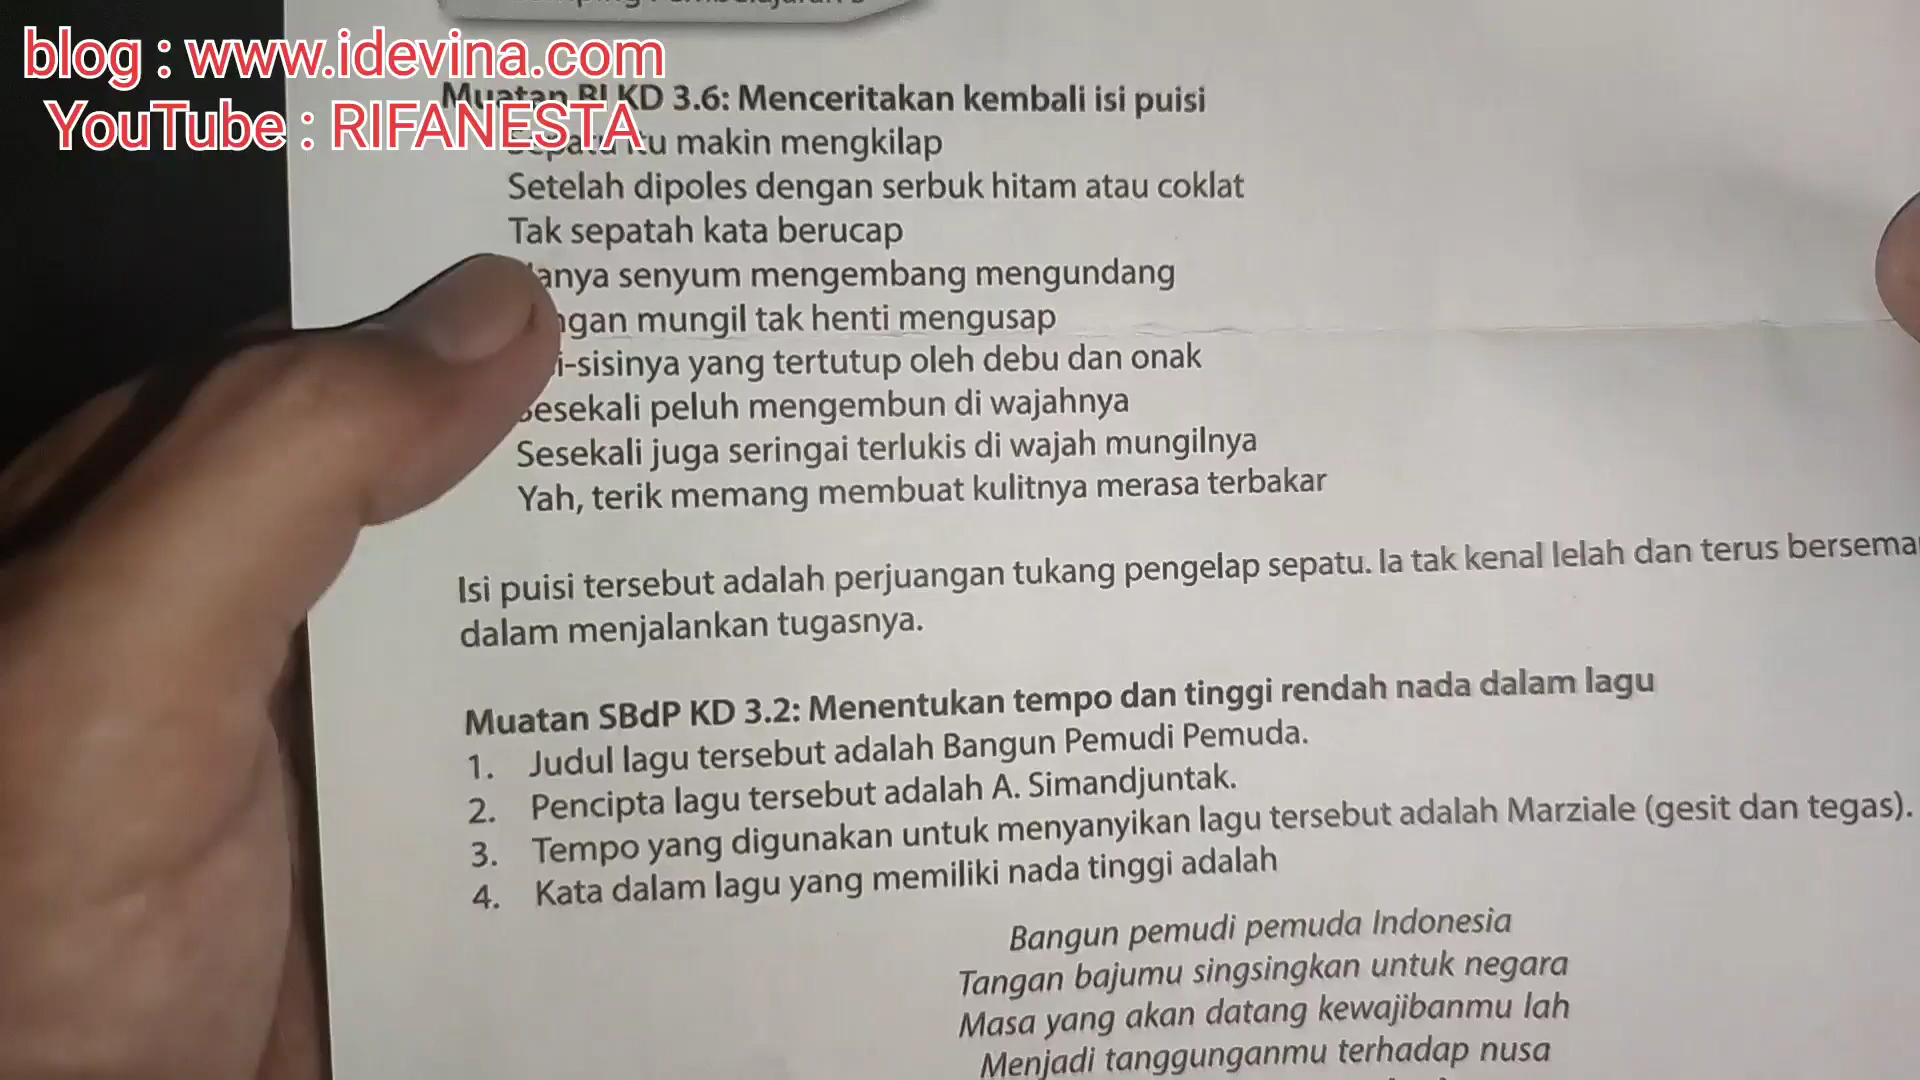 blog : www.idevina.com
YouTube : RIFANESTA
Muatan BI KD 3.6: Menceritakan kembali isi puisi
Sepatu itu makin mengkilap
Setelah dipoles dengan serbuk hitam atau coklat
Tak sepatah kata berucap
anya senyum mengembang mengundang
ngan mungil tak henti mengusap
i-sisinya yang tertutup oleh debu dan onak
Sesekali peluh mengembun di wajahnya
Sesekali juga seringai terlukis di wajah mungilnya
Yah, terik memang membuat kulitnya merasa terbakar
Isi puisi tersebut adalah perjuangan tukang pengelap sepatu. Ia tak kenal lelah dan terus bersema
dalam menjalankan tugasnya.
Muatan SBdP KD 3.2: Menentukan tempo dan tinggi rendah nada dalam lagu
1. Judul lagu tersebut adalah Bangun Pemudi Pemuda.
2. Pencipta lagu tersebut adalah A. Simandjuntak.
3. Tempo yang digunakan untuk menyanyikan lagu tersebut adalah Marziale (gesit dan tegas).
4. Kata dalam lagu yang memiliki nada tinggi adalah
Bangun pemudi pemuda Indonesia
Tangan bajumu singsingkan untuk negara
Masa yang akan datang kewajibanmu lah
Menjadi tanggunganmu terhadap nusa